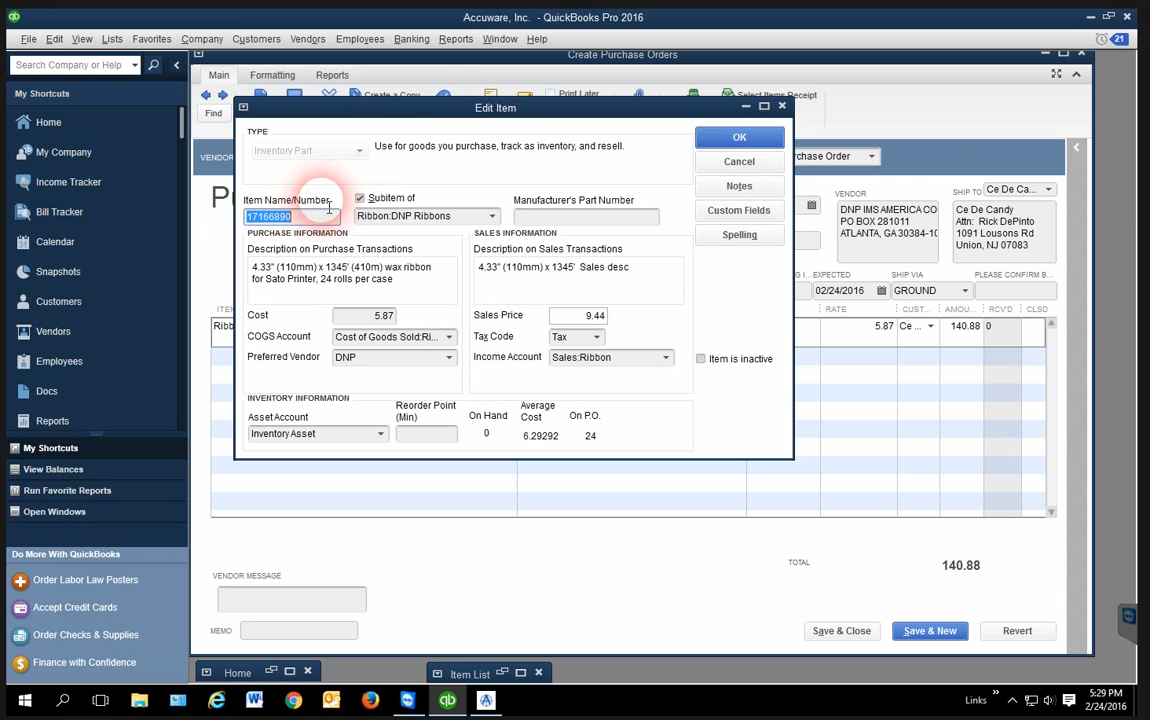 Accuware, Inc. - QuickBooks Pro 2016
File Edit View Lists Favorites Company Customers Vendors Employees Banking Reports Window Help
21
Search Company or Help
My Shortcuts
Home
My Company
Income Tracker
Bill Tracker
Calendar
Snapshots
Customers
Vendors
Employees
Docs
Reports
My Shortcuts
View Balances
Run Favorite Reports
Open Windows
Do More With QuickBooks
Order Labor Law Posters
Accept Credit Cards
Order Checks & Supplies
Finance with Confidence
Create Purchase Orders
Main Formatting Reports
Create a Copy Print Later Select Items Receipt
Find
VENDOR
rchase Order
Edit Item
TYPE
Inventory Part
Use for goods you purchase, track as inventory, and resell.
OK
Cancel
Notes
Custom Fields
Spelling
Item Name/Number
Subitem of
Manufacturer's Part Number
17166890
Ribbon:DNP Ribbons
PURCHASE INFORMATION
Description on Purchase Transactions
4.33" (110mm) x 1345' (410m) wax ribbon
for Sato Printer, 24 rolls per case
Cost 5.87
COGS Account Cost of Goods Sold:Ri...
Preferred Vendor DNP
SALES INFORMATION
Description on Sales Transactions
4.33" (110mm) x 1345' Sales desc
Sales Price 9.44
Tax Code Tax
Income Account Sales:Ribbon
Item is inactive
INVENTORY INFORMATION
Asset Account
Inventory Asset
Reorder Point
(Min)
On Hand
0
Average
Cost
6.29292
On P.O.
24
VENDOR
DNP IMS AMERICA CO
PO BOX 281011
ATLANTA, GA 30384-10
SHIP TO Ce De Ca...
Ce De Candy
Attn: Rick DePinto
1091 Lousons Rd
Union, NJ 07083
EXPECTED SHIP VIA PLEASE CONFIRM B...
02/24/2016 GROUND
RATE CUST... AMOU... RCV'D CLSD
5.87 Ce ... 140.88 0
TOTAL 140.88
VENDOR MESSAGE
MEMO
Save & Close Save & New Revert
Home
Item List
Links
5:29 PM
2/24/2016